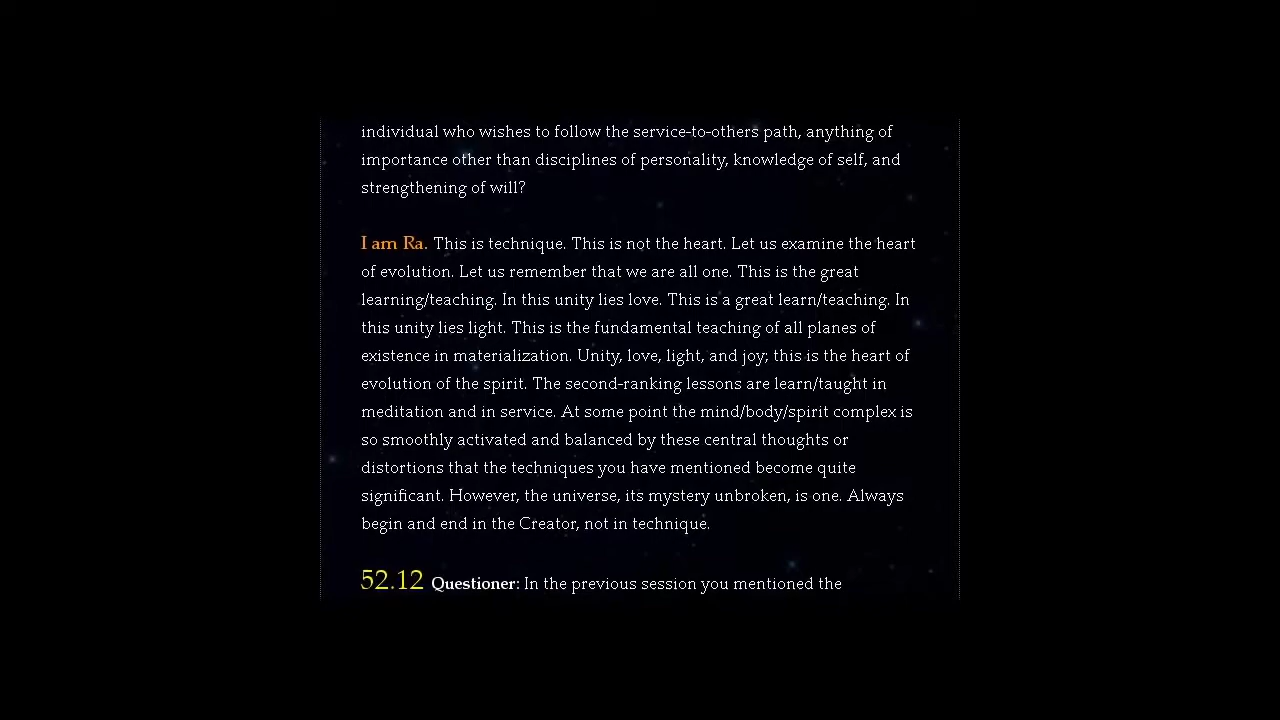 individual who wishes to follow the service-to-others path, anything of
importance other than disciplines of personality, knowledge of self, and
strengthening of will?
I am Ra. This is technique. This is not the heart. Let us examine the heart
of evolution. Let us remember that we are all one. This is the great
learning/teaching. In this unity lies love. This is a great learn/teaching. In
this unity lies light. This is the fundamental teaching of all planes of
existence in materialization. Unity, love, light, and joy; this is the heart of
evolution of the spirit. The second-ranking lessons are learn/taught in
meditation and in service. At some point the mind/body/spirit complex is
so smoothly activated and balanced by these central thoughts or
distortions that the techniques you have mentioned become quite
significant. However, the universe, its mystery unbroken, is one. Always
begin and end in the Creator, not in technique.
52.12 Questioner: In the previous session you mentioned the